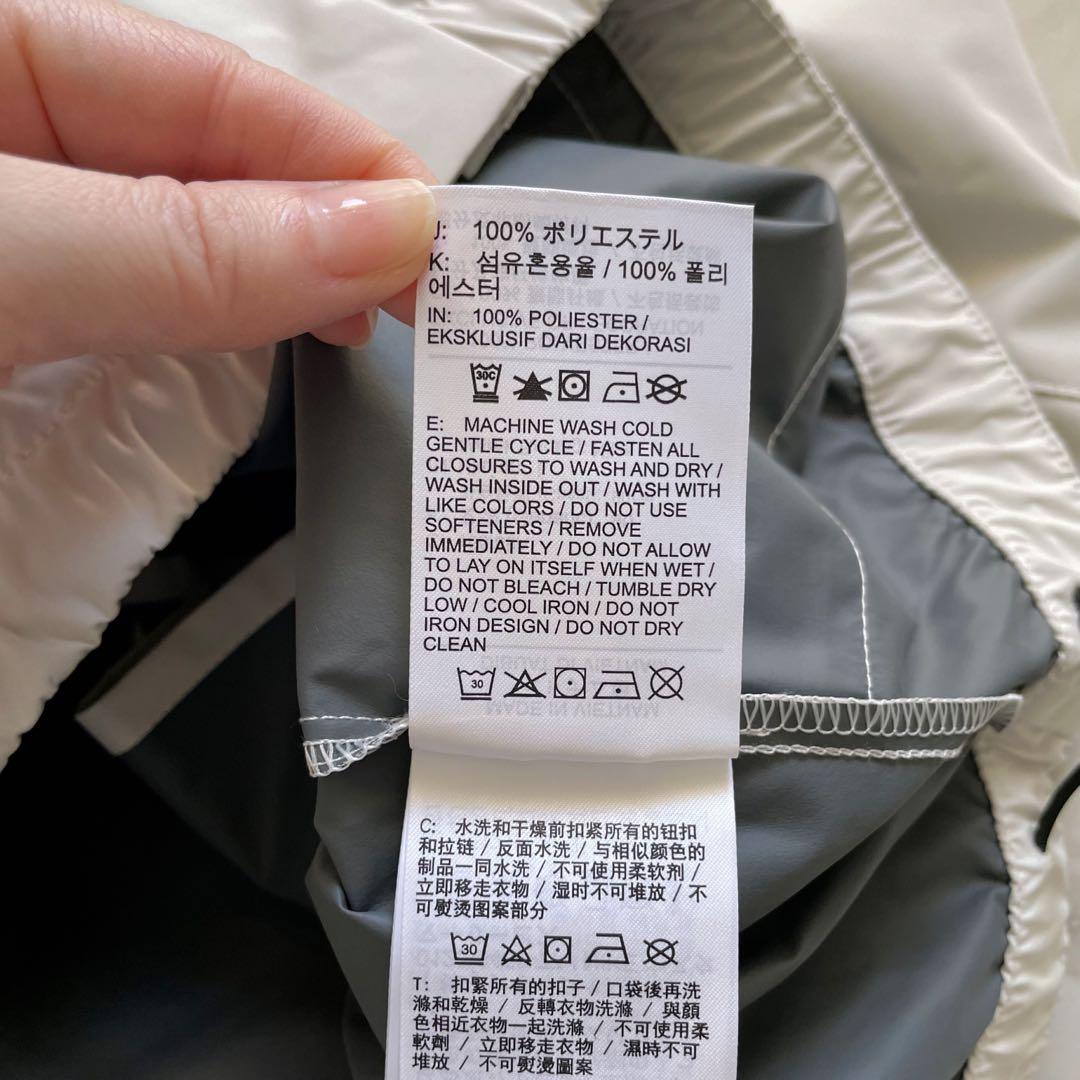 J: 100% ポリエステル
K: 섬유혼용율 / 100% 폴리
에스터
IN: 100% POLIESTER /
EKSKLUSIF DARI DEKORASI
30C
E: MACHINE WASH COLD
GENTLE CYCLE / FASTEN ALL
CLOSURES TO WASH AND DRY /
WASH INSIDE OUT / WASH WITH
LIKE COLORS / DO NOT USE
SOFTENERS / REMOVE
IMMEDIATELY / DO NOT ALLOW
TO LAY ON ITSELF WHEN WET /
DO NOT BLEACH / TUMBLE DRY
LOW / COOL IRON / DO NOT
IRON DESIGN / DO NOT DRY
CLEAN
30
MADE IN VIETNAM
C: 水洗和干燥前扣紧所有的钮扣
和拉链 / 反面水洗 / 与相似颜色的
制品一同水洗 / 不可使用柔软剂 /
立即移走衣物 / 湿时不可堆放 / 不
可熨烫图案部分
30
T: 扣緊所有的扣子 / 口袋後再洗
滌和乾燥 / 反轉衣物洗滌 / 與顏
色相近衣物一起洗滌 / 不可使用柔
軟劑 / 立即移走衣物 / 濕時不可
堆放 / 不可熨燙圖案